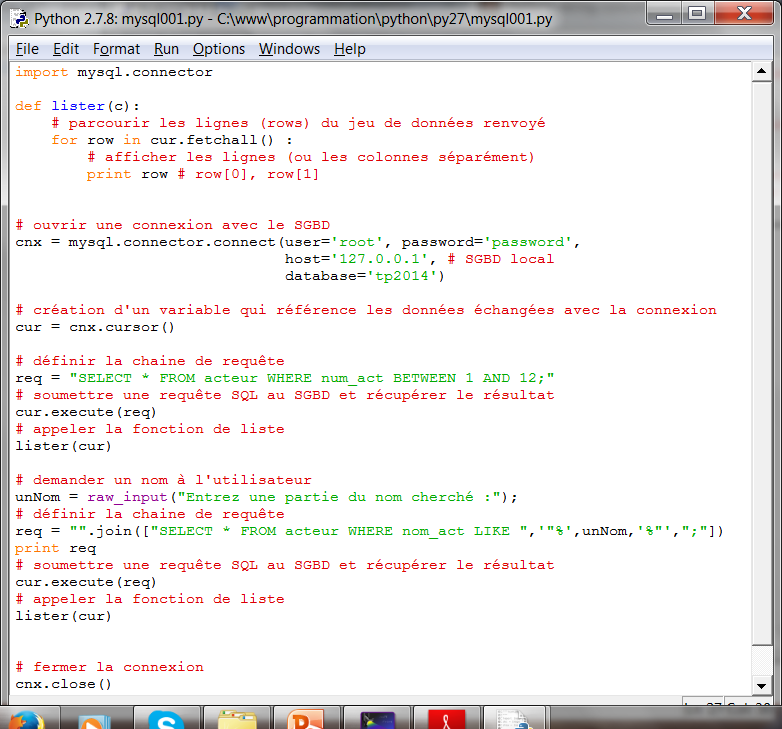 Python 2.7.8: mysql001.py - C:\www\programmation\python\py27\mysql001.py
File Edit Format Run Options Windows Help
import mysql.connector
def lister(c):
    # parcourir les lignes (rows) du jeu de données renvoyé
    for row in cur.fetchall() :
        # afficher les lignes (ou les colonnes séparément)
        print row # row[0], row[1]
# ouvrir une connexion avec le SGBD
cnx = mysql.connector.connect(user='root', password='password',
                              host='127.0.0.1', # SGBD local
                              database='tp2014')
# création d'un variable qui référence les données échangées avec la connexion
cur = cnx.cursor()
# définir la chaine de requête
req = "SELECT * FROM acteur WHERE num_act BETWEEN 1 AND 12;"
# soumettre une requête SQL au SGBD et récupérer le résultat
cur.execute(req)
# appeler la fonction de liste
lister(cur)
# demander un nom à l'utilisateur
unNom = raw_input("Entrez une partie du nom cherché :");
# définir la chaine de requête
req = "".join(["SELECT * FROM acteur WHERE nom_act LIKE ",'"%',unNom,'%"',";"])
print req
# soumettre une requête SQL au SGBD et récupérer le résultat
cur.execute(req)
# appeler la fonction de liste
lister(cur)
# fermer la connexion
cnx.close()